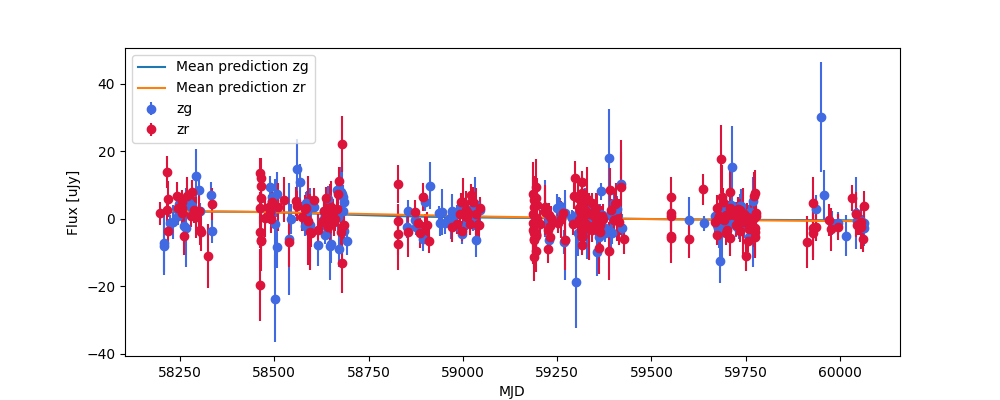 Mean prediction zg
Mean prediction zr
zg
zr
Flux [uJy]
40
20
0
−20
−40
58250
58500
58750
59000
59250
59500
59750
60000
MJD